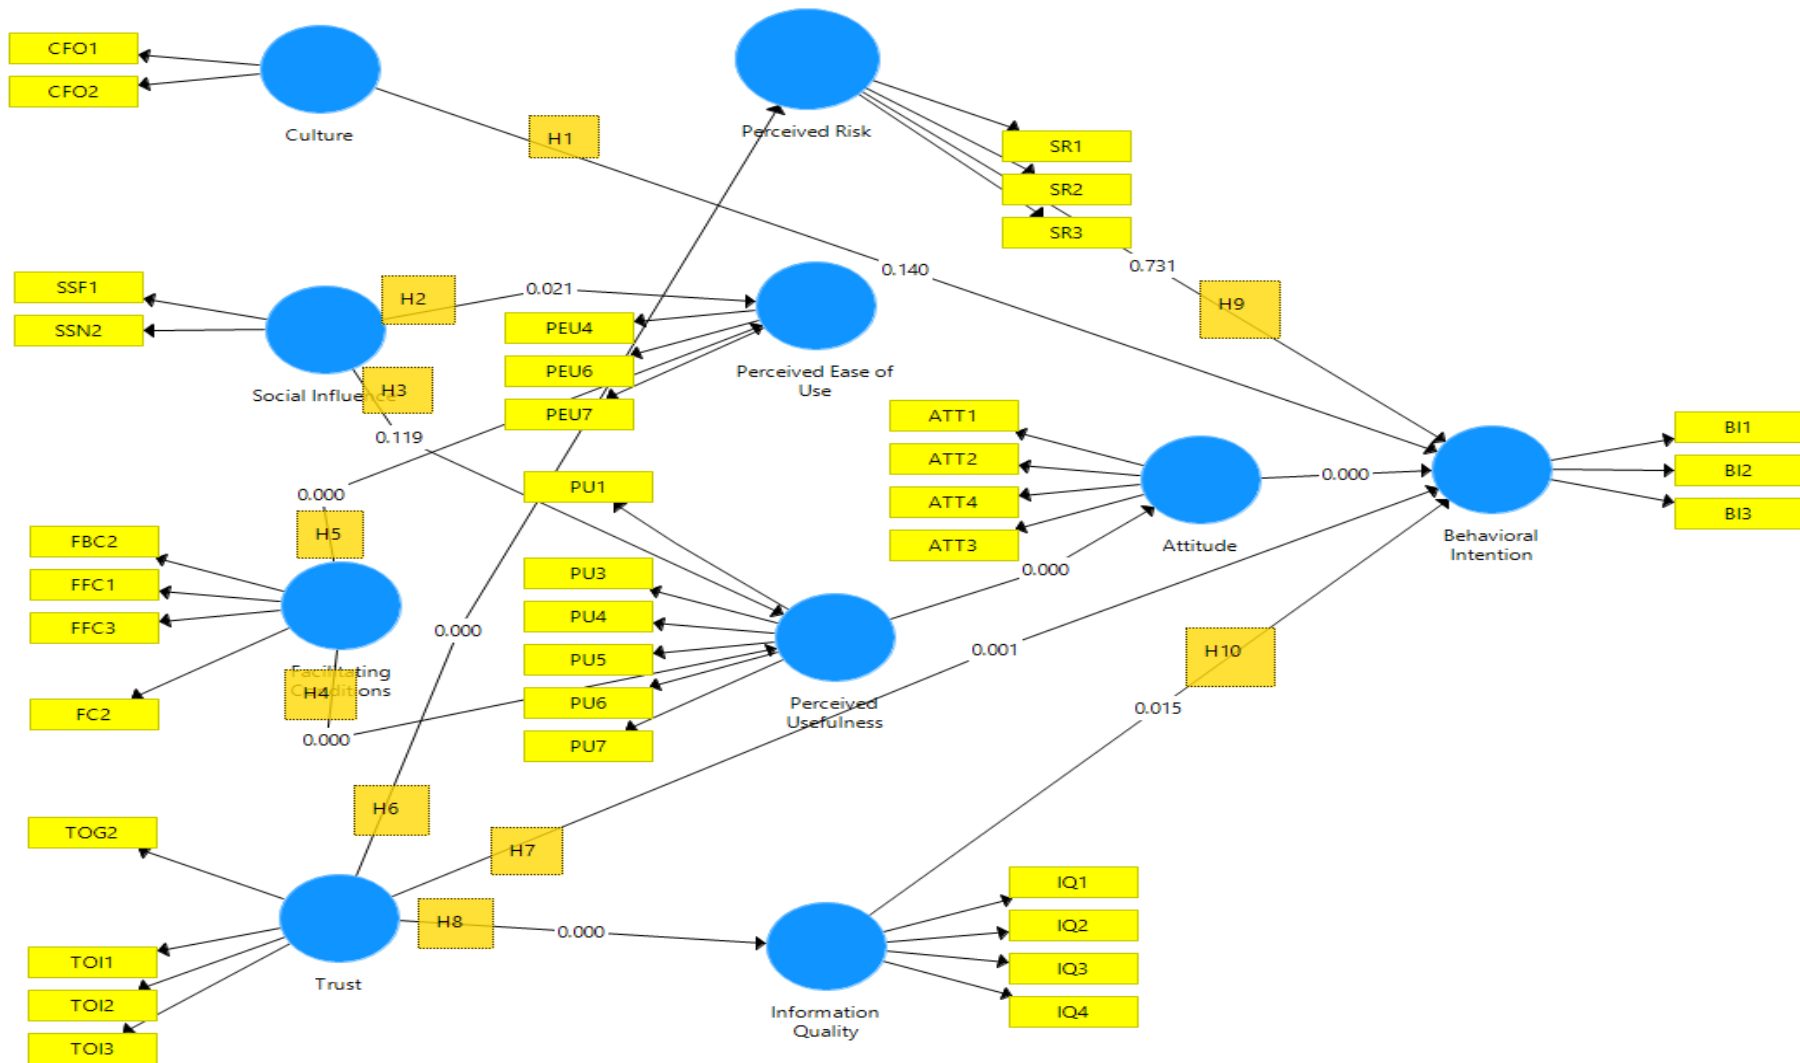 CFO1
CFO2
Culture
H1
Perceived Risk
SR1
SR2
SR3
0.140
0.731
H9
SSF1
SSN2
Social Influence
H2
0.021
H3
0.119
PEU4
PEU6
PEU7
Perceived Ease of
Use
0.000
H5
FBC2
FFC1
FFC3
FC2
Facilitating
Conditions
H4
0.000
PU1
PU3
PU4
PU5
PU6
PU7
Perceived
Usefulness
0.000
ATT1
ATT2
ATT4
ATT3
Attitude
0.000
Behavioral
Intention
BI1
BI2
BI3
0.000
0.001
H10
0.015
H6
H7
TOG2
TOI1
TOI2
TOI3
Trust
H8
0.000
Information
Quality
IQ1
IQ2
IQ3
IQ4